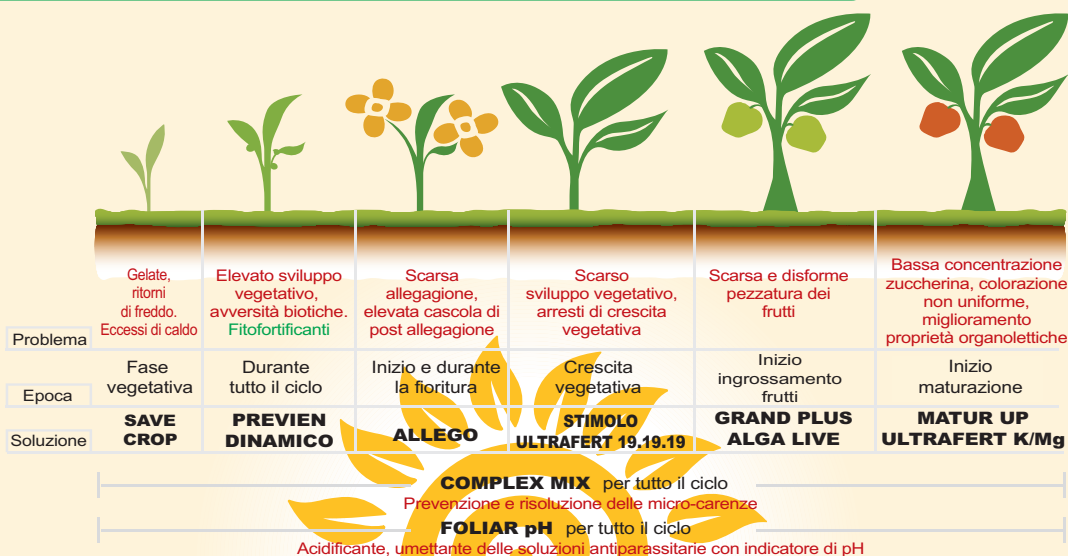 Problema
Gelate,
ritorni
di freddo.
Eccessi di caldo
Elevato sviluppo
vegetativo,
avversità biotiche.
Fitofortificanti
Scarsa
allegagione,
elevata cascola di
post allegagione
Scarso
sviluppo vegetativo,
arresti di crescita
vegetativa
Scarsa e disforme
pezzatura dei
frutti
Bassa concentrazione
zuccherina, colorazione
non uniforme,
miglioramento
proprietà organolettiche
Epoca
Fase
vegetativa
Durante
tutto il ciclo
Inizio e durante
la fioritura
Crescita
vegetativa
Inizio
ingrossamento
frutti
Inizio
maturazione
Soluzione
SAVE
CROP
PREVIEN
DINAMICO
ALLEGO
STIMOLO
ULTRAFERT 19.19.19
GRAND PLUS
ALGA LIVE
MATUR UP
ULTRAFERT K/Mg
COMPLEX MIX per tutto il ciclo
Prevenzione e risoluzione delle micro-carenze
FOLIAR pH per tutto il ciclo
Acidificante, umettante delle soluzioni antiparassitarie con indicatore di pH